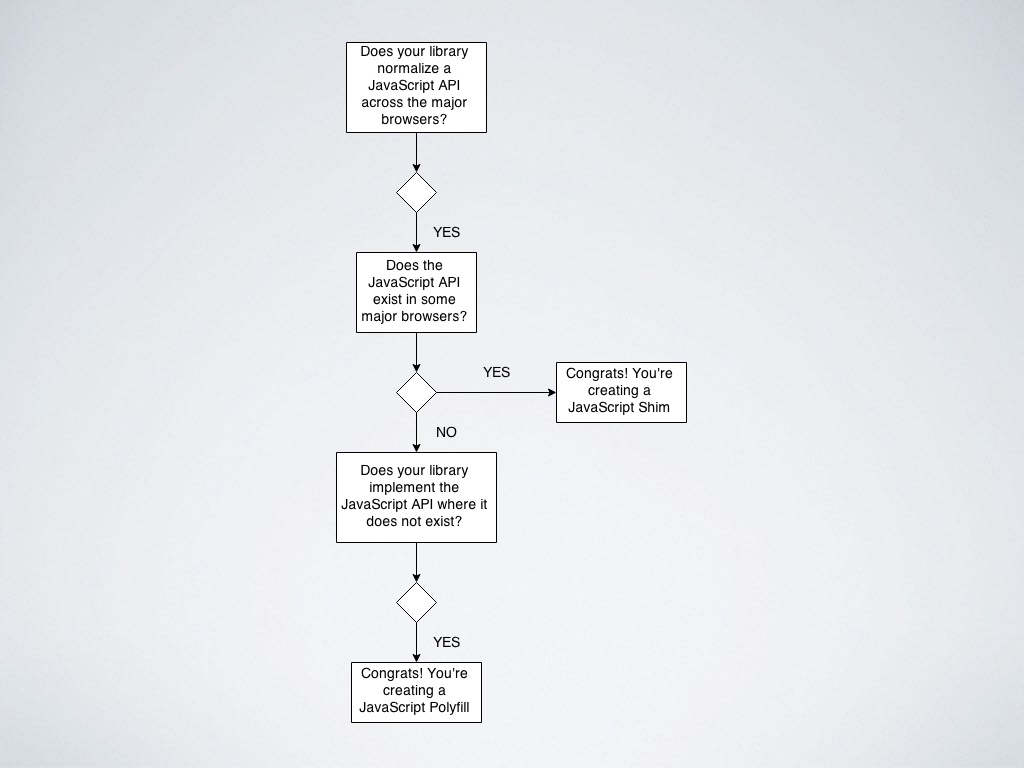 Does your library
normalize a
JavaScript API
across the major
browsers?
YES
Does the
JavaScript API
exist in some
major browsers?
YES
Congrats! You're
creating a
JavaScript Shim
NO
Does your library
implement the
JavaScript API where it
does not exist?
YES
Congrats! You're
creating a
JavaScript Polyfill